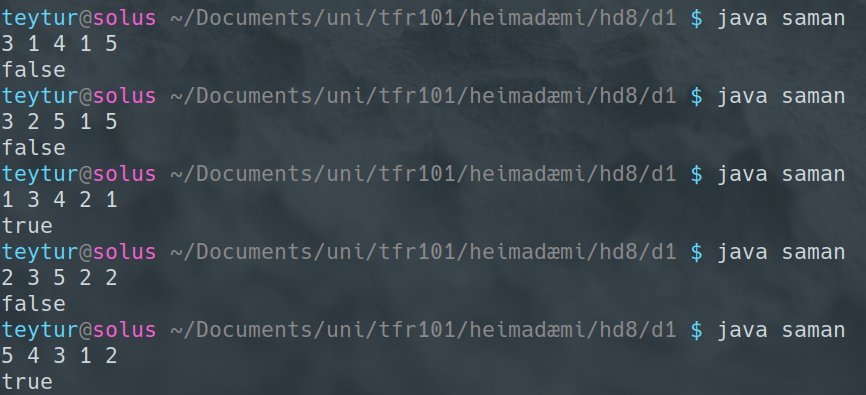 teytur@solus ~/Documents/uni/tfr101/heimadæmi/hd8/d1 $ java saman
3 1 4 1 5
false
teytur@solus ~/Documents/uni/tfr101/heimadæmi/hd8/d1 $ java saman
3 2 5 1 5
false
teytur@solus ~/Documents/uni/tfr101/heimadæmi/hd8/d1 $ java saman
1 3 4 2 1
true
teytur@solus ~/Documents/uni/tfr101/heimadæmi/hd8/d1 $ java saman
2 3 5 2 2
false
teytur@solus ~/Documents/uni/tfr101/heimadæmi/hd8/d1 $ java saman
5 4 3 1 2
true